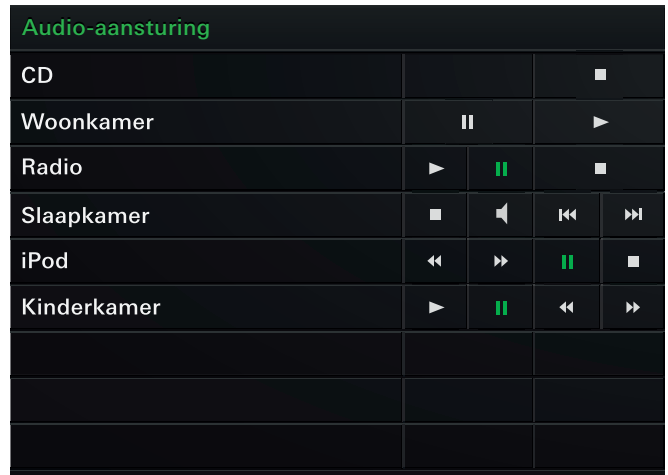 Audio-aansturing
CD
Woonkamer
Radio
Slaapkamer
iPod
Kinderkamer